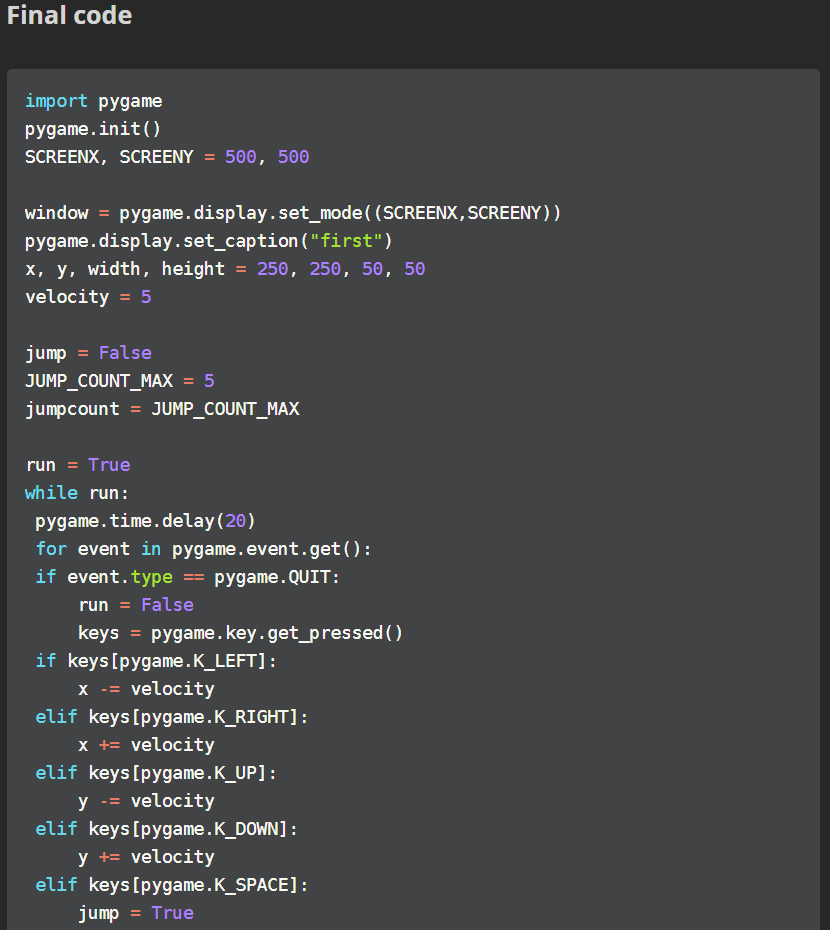 Final code
import pygame
pygame.init()
SCREENX, SCREENY = 500, 500
window = pygame.display.set_mode((SCREENX,SCREENY))
pygame.display.set_caption("first")
x, y, width, height = 250, 250, 50, 50
velocity = 5
jump = False
JUMP_COUNT_MAX = 5
jumpcount = JUMP_COUNT_MAX
run = True
while run:
 pygame.time.delay(20)
 for event in pygame.event.get():
 if event.type == pygame.QUIT:
     run = False
     keys = pygame.key.get_pressed()
 if keys[pygame.K_LEFT]:
     x -= velocity
 elif keys[pygame.K_RIGHT]:
     x += velocity
 elif keys[pygame.K_UP]:
     y -= velocity
 elif keys[pygame.K_DOWN]:
     y += velocity
 elif keys[pygame.K_SPACE]:
     jump = True